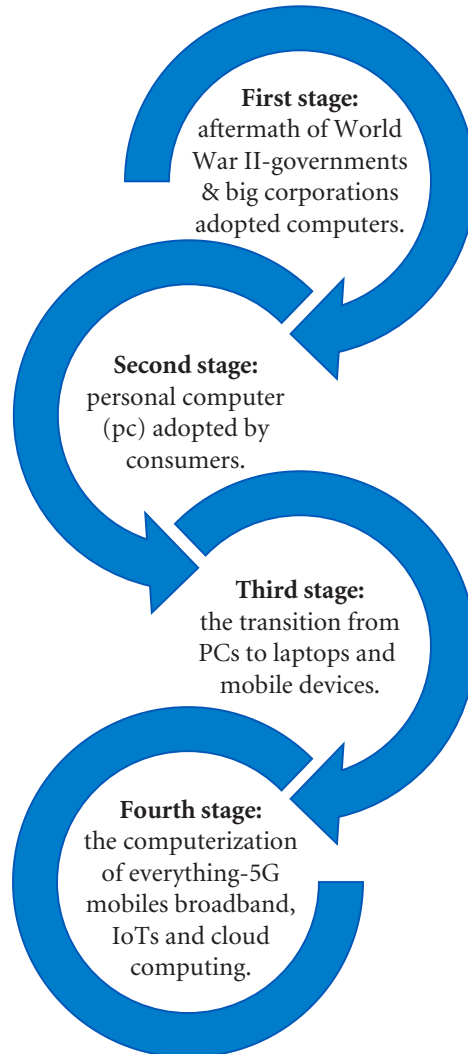 First stage:
aftermath of World
War II-governments
& big corporations
adopted computers.
Second stage:
personal computer
(pc) adopted by
consumers.
Third stage:
the transition from
PCs to laptops and
mobile devices.
Fourth stage:
the computerization
of everything-5G
mobiles broadband,
IoTs and cloud
computing.